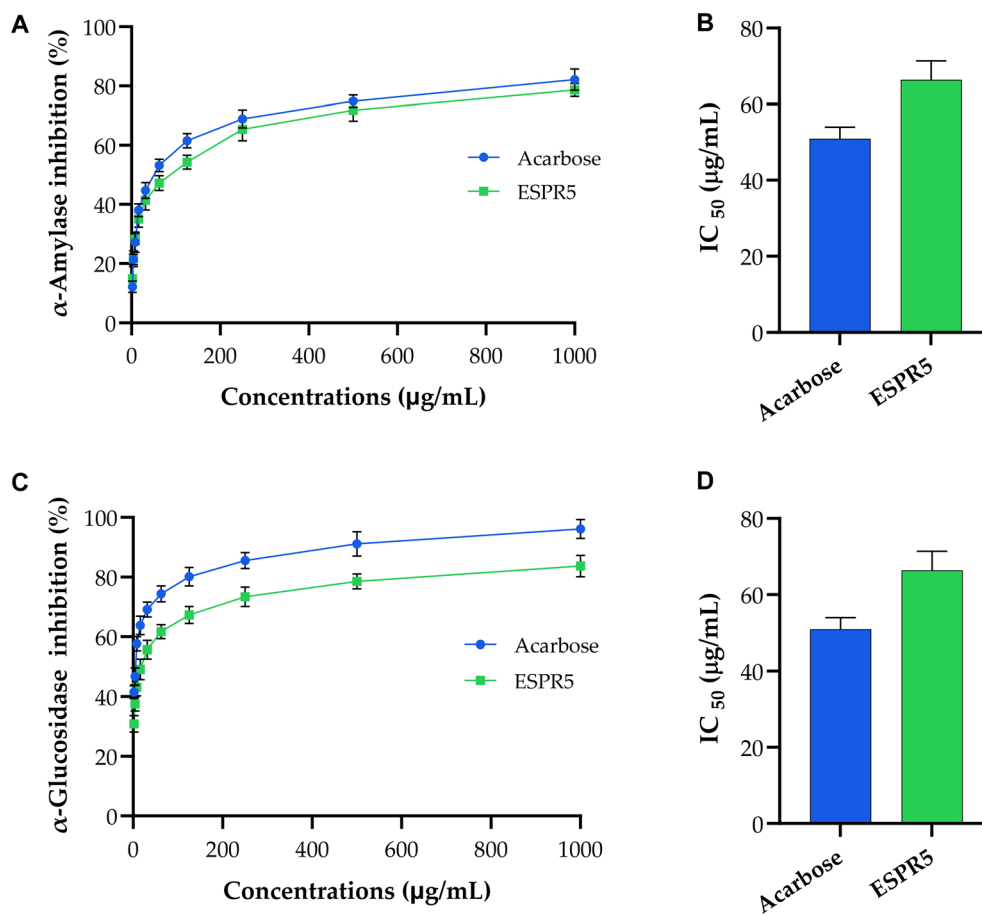 A
α-Amylase inhibition (%)
100
80
60
40
20
0
0 200 400 600 800 1000
Concentrations (µg/mL)
Acarbose
ESPR5
B
IC 50 (µg/mL)
80
60
40
20
0
Acarbose
ESPR5
C
α-Glucosidase inhibition (%)
100
80
60
40
20
0
0 200 400 600 800 1000
Concentrations (µg/mL)
Acarbose
ESPR5
D
IC 50 (µg/mL)
80
60
40
20
0
Acarbose
ESPR5